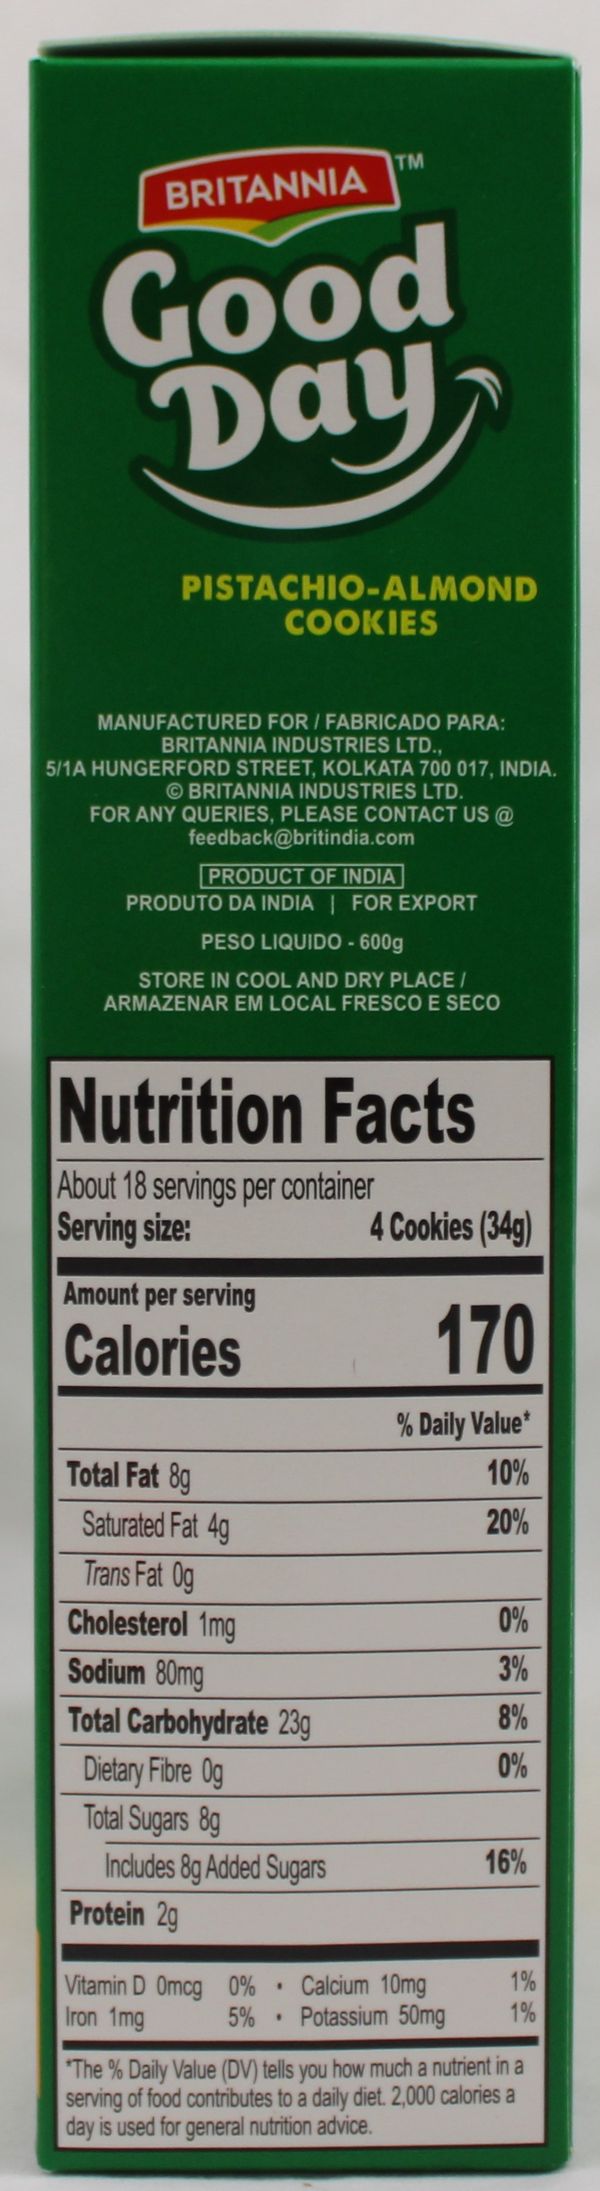 BRITANNIA TM
Good
Day
PISTACHIO-ALMOND
COOKIES
MANUFACTURED FOR / FABRICADO PARA:
BRITANNIA INDUSTRIES LTD.,
5/1A HUNGERFORD STREET, KOLKATA 700 017, INDIA.
© BRITANNIA INDUSTRIES LTD.
FOR ANY QUERIES, PLEASE CONTACT US @
feedback@britindia.com
PRODUCT OF INDIA
PRODUTO DA INDIA | FOR EXPORT
PESO LIQUIDO - 600g
STORE IN COOL AND DRY PLACE /
ARMAZENAR EM LOCAL FRESCO E SECO
Nutrition Facts
About 18 servings per container
Serving size: 4 Cookies (34g)
Amount per serving
Calories 170
% Daily Value*
Total Fat 8g 10%
Saturated Fat 4g 20%
Trans Fat 0g
Cholesterol 1mg 0%
Sodium 80mg 3%
Total Carbohydrate 23g 8%
Dietary Fibre 0g 0%
Total Sugars 8g
Includes 8g Added Sugars 16%
Protein 2g
Vitamin D 0mcg 0% • Calcium 10mg 1%
Iron 1mg 5% • Potassium 50mg 1%
*The % Daily Value (DV) tells you how much a nutrient in a
serving of food contributes to a daily diet. 2,000 calories a
day is used for general nutrition advice.